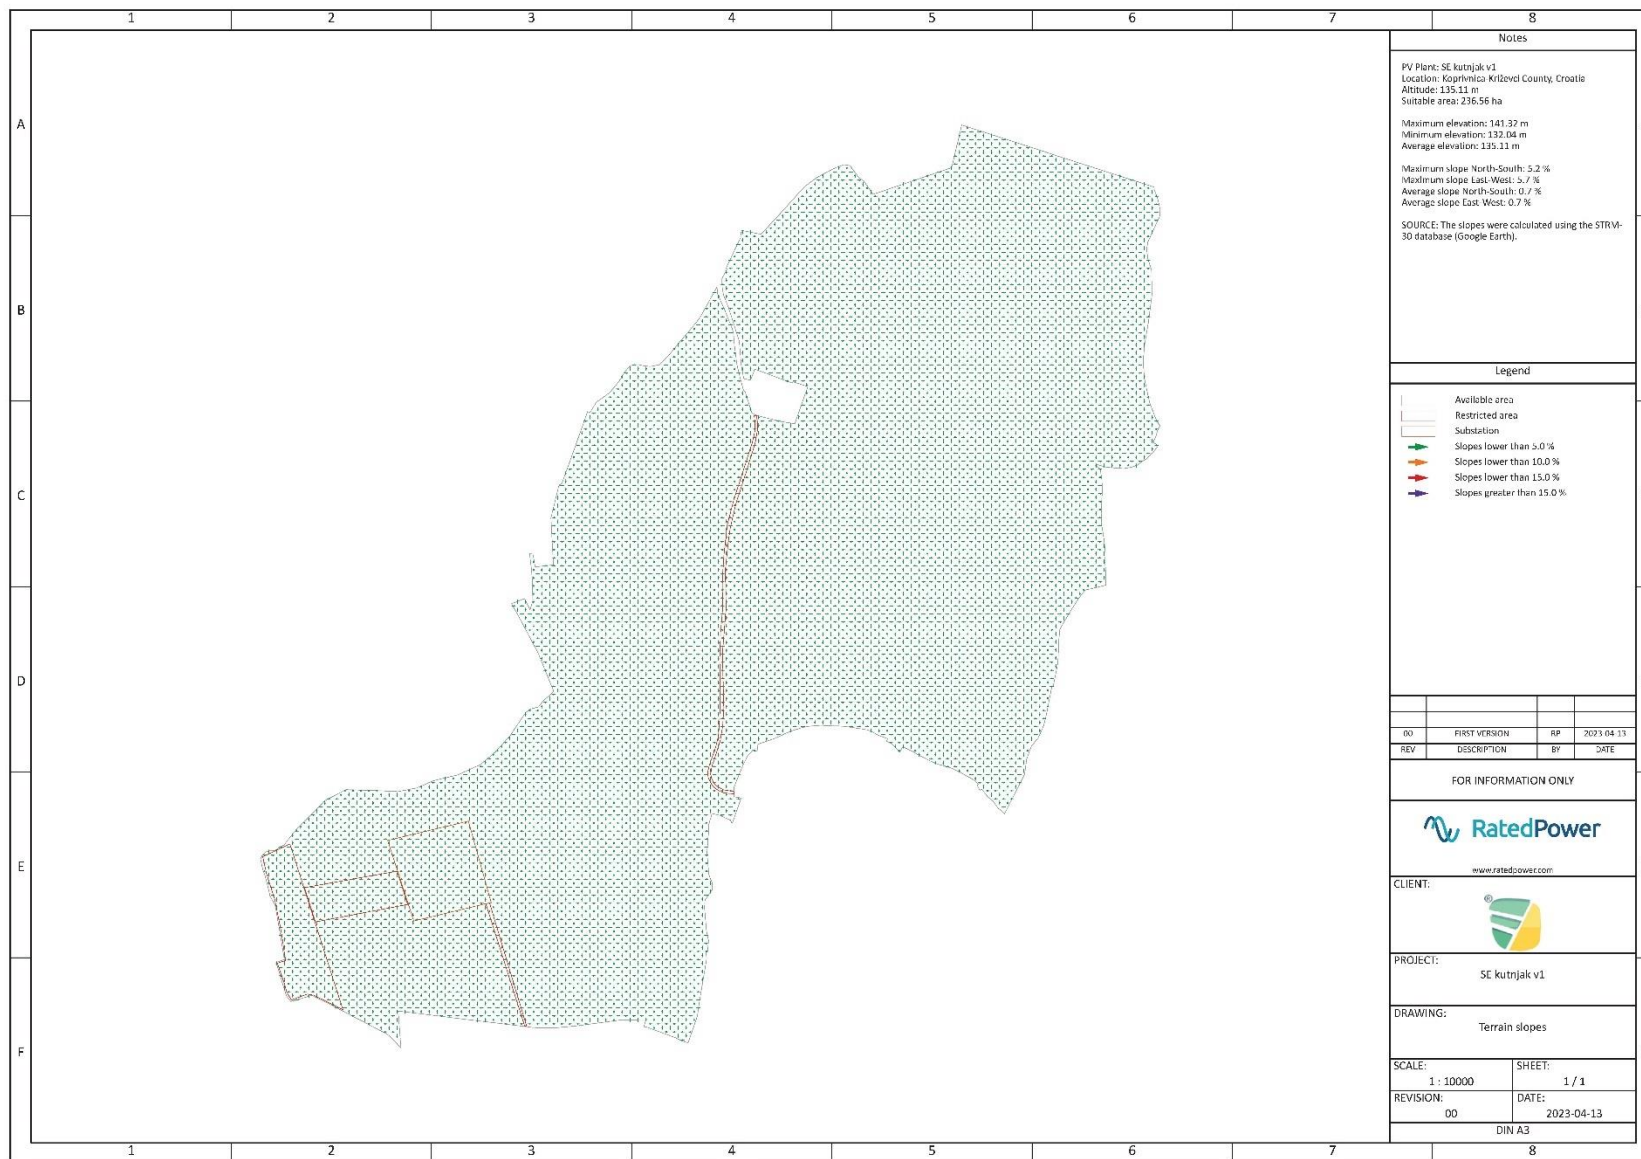 1 2 3 4 5 6 7 8
A
B
C
D
E
F
Notes
PV Plant: SE kutnjak v1
Location: Koprivnica-Križevci County, Croatia
Altitude: 135.11 m
Suitable area: 236.56 ha
Maximum elevation: 141.32 m
Minimum elevation: 132.04 m
Average elevation: 135.11 m
Maximum slope North-South: 5.2 %
Maximum slope East-West: 5.7 %
Average slope North-South: 0.7 %
Average slope East-West: 0.7 %
SOURCE: The slopes were calculated using the STRM-
30 database (Google Earth).
Legend
Available area
Restricted area
Substation
Slopes lower than 5.0 %
Slopes lower than 10.0 %
Slopes lower than 15.0 %
Slopes greater than 15.0 %
00 FIRST VERSION RP 2023-04-13
REV DESCRIPTION BY DATE
FOR INFORMATION ONLY
RatedPower
www.ratedpower.com
CLIENT:
®
PROJECT:
SE kutnjak v1
DRAWING:
Terrain slopes
SCALE: SHEET:
1 : 10000 1 / 1
REVISION: DATE:
00 2023-04-13
DIN A3
1 2 3 4 5 6 7 8